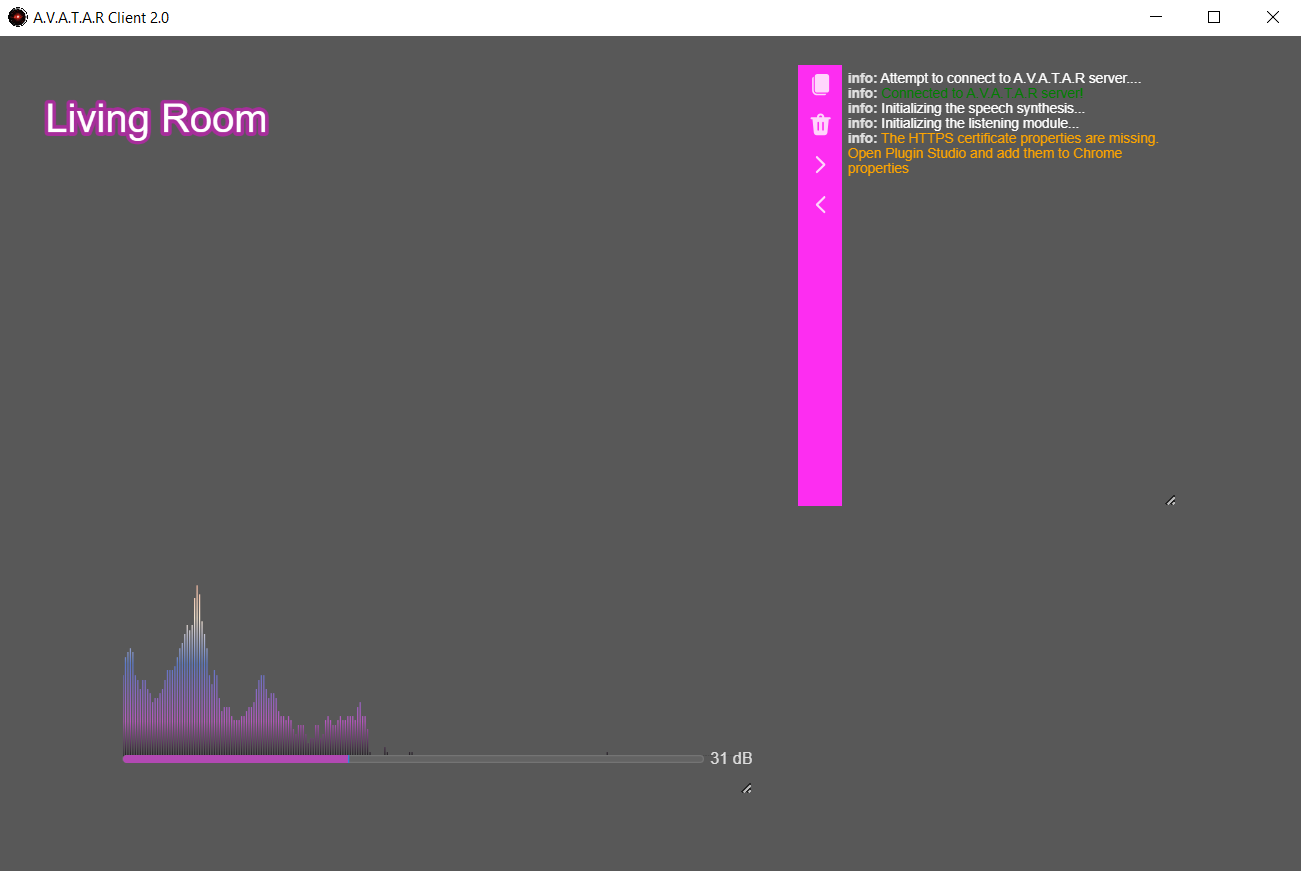 A.V.A.T.A.R Client 2.0
Living Room
info: Attempt to connect to A.V.A.T.A.R server....
info: Connected to A.V.A.T.A.R server!
info: Initializing the speech synthesis...
info: Initializing the listening module...
info: The HTTPS certificate properties are missing.
Open Plugin Studio and add them to Chrome
properties
31 dB